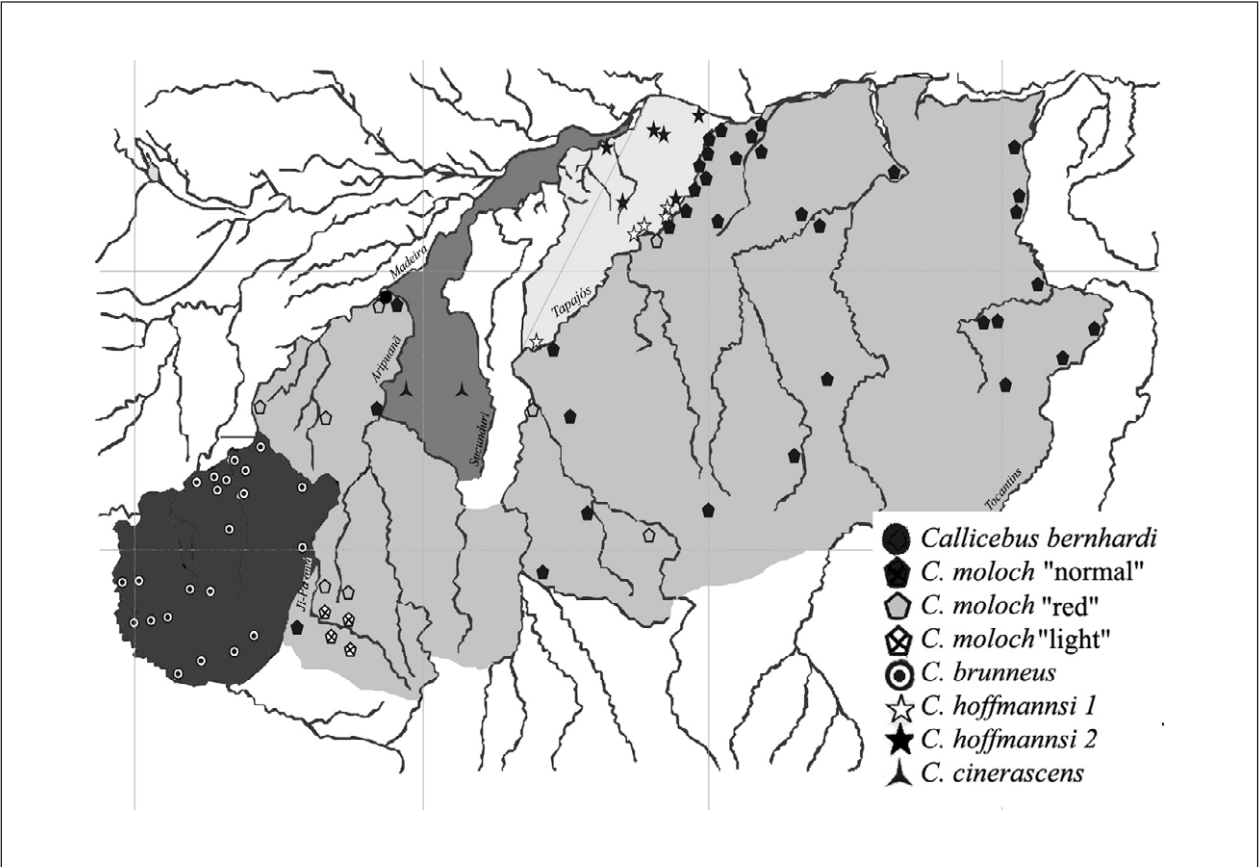 Madeira
Tapajós
Aripuanã
Sucunduri
Tocantins
Ji-Paraná
Callicebus bernhardi
C. moloch "normal"
C. moloch "red"
C. moloch "light"
C. brunneus
C. hoffmannsi 1
C. hoffmannsi 2
C. cinerascens